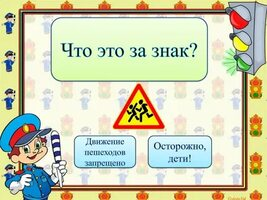 Что это за знак?
Движение
пешеходов
запрещено
Осторожно,
дети!